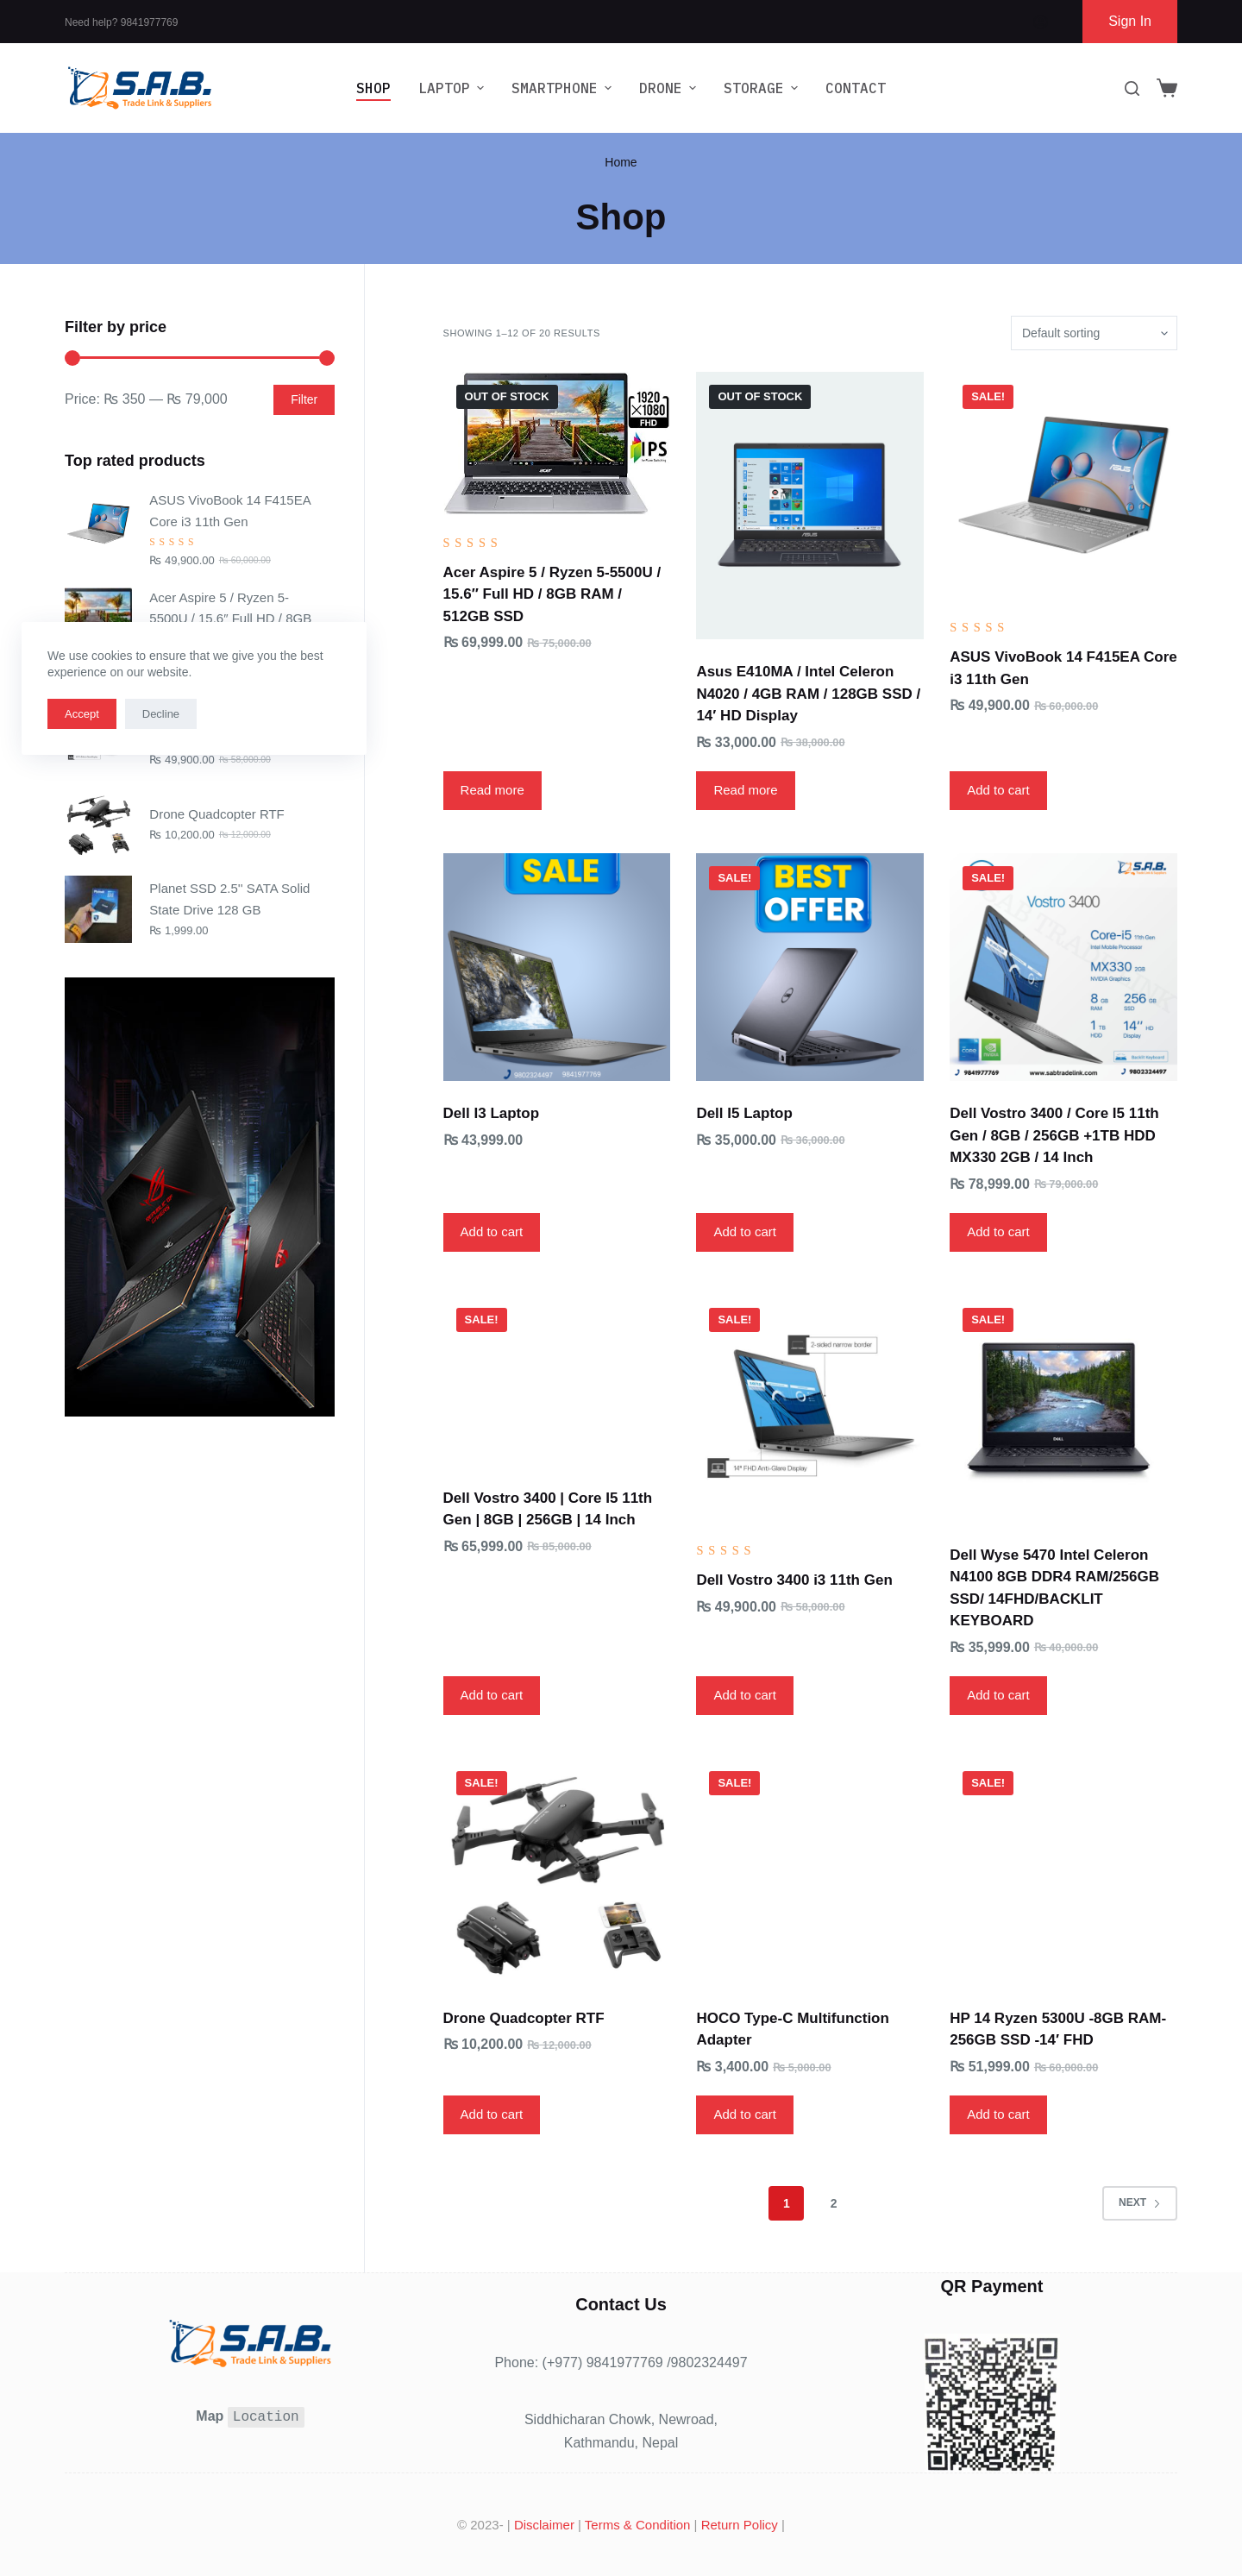 Need help? 9841977769
Sign In
S.A.B.
Trade Link & Suppliers
SHOP
LAPTOP
SMARTPHONE
DRONE
STORAGE
CONTACT
Home
Shop
Filter by price
Price: ₨ 350 — ₨ 79,000
Filter
Top rated products
ASUS VivoBook 14 F415EA
Core i3 11th Gen
S S S S S
₨ 49,900.00 ₨ 60,000.00
Acer Aspire 5 / Ryzen 5-
5500U / 15.6″ Full HD / 8GB
We use cookies to ensure that we give you the best
experience on our website.
Accept
Decline
₨ 49,900.00 ₨ 58,000.00
Drone Quadcopter RTF
₨ 10,200.00 ₨ 12,000.00
Planet SSD 2.5'' SATA Solid
State Drive 128 GB
₨ 1,999.00
SHOWING 1–12 OF 20 RESULTS
Default sorting
OUT OF STOCK
1920
×1080
FHD
IPS
acer
S S S S S
Acer Aspire 5 / Ryzen 5-5500U /
15.6″ Full HD / 8GB RAM /
512GB SSD
₨ 69,999.00 ₨ 75,000.00
Read more
OUT OF STOCK
ASUS
Asus E410MA / Intel Celeron
N4020 / 4GB RAM / 128GB SSD /
14′ HD Display
₨ 33,000.00 ₨ 38,000.00
Read more
SALE!
ASUS
S S S S S
ASUS VivoBook 14 F415EA Core
i3 11th Gen
₨ 49,900.00 ₨ 60,000.00
Add to cart
SALE
9802324497 9841977769
Dell I3 Laptop
₨ 43,999.00
Add to cart
SALE!
BEST
OFFER
DELL
Dell I5 Laptop
₨ 35,000.00 ₨ 36,000.00
Add to cart
SALE!
S.A.B.
Vostro 3400
Core-i5 11th Gen
Intel Mobile Processor
MX330 2GB
NVIDIA Graphics
8 GB
RAM
256 GB
SSD
1 TB
HDD
14″ HD
Display
Backlit Keyboard
9841977769
www.sabtradelink.com
9802324497
Dell Vostro 3400 / Core I5 11th
Gen / 8GB / 256GB +1TB HDD
MX330 2GB / 14 Inch
₨ 78,999.00 ₨ 79,000.00
Add to cart
SALE!
Dell Vostro 3400 | Core I5 11th
Gen | 8GB | 256GB | 14 Inch
₨ 65,999.00 ₨ 85,000.00
Add to cart
SALE!
2-sided narrow border
14" FHD Anti-Glare Display
S S S S S
Dell Vostro 3400 i3 11th Gen
₨ 49,900.00 ₨ 58,000.00
Add to cart
SALE!
DELL
Dell Wyse 5470 Intel Celeron
N4100 8GB DDR4 RAM/256GB
SSD/ 14FHD/BACKLIT
KEYBOARD
₨ 35,999.00 ₨ 40,000.00
Add to cart
SALE!
Drone Quadcopter RTF
₨ 10,200.00 ₨ 12,000.00
Add to cart
SALE!
HOCO Type-C Multifunction
Adapter
₨ 3,400.00 ₨ 5,000.00
Add to cart
SALE!
HP 14 Ryzen 5300U -8GB RAM-
256GB SSD -14′ FHD
₨ 51,999.00 ₨ 60,000.00
Add to cart
1
2
NEXT
S.A.B.
Trade Link & Suppliers
Map Location
Contact Us
Phone: (+977) 9841977769 /9802324497
Siddhicharan Chowk, Newroad,
Kathmandu, Nepal
QR Payment
© 2023- | Disclaimer | Terms & Condition | Return Policy |